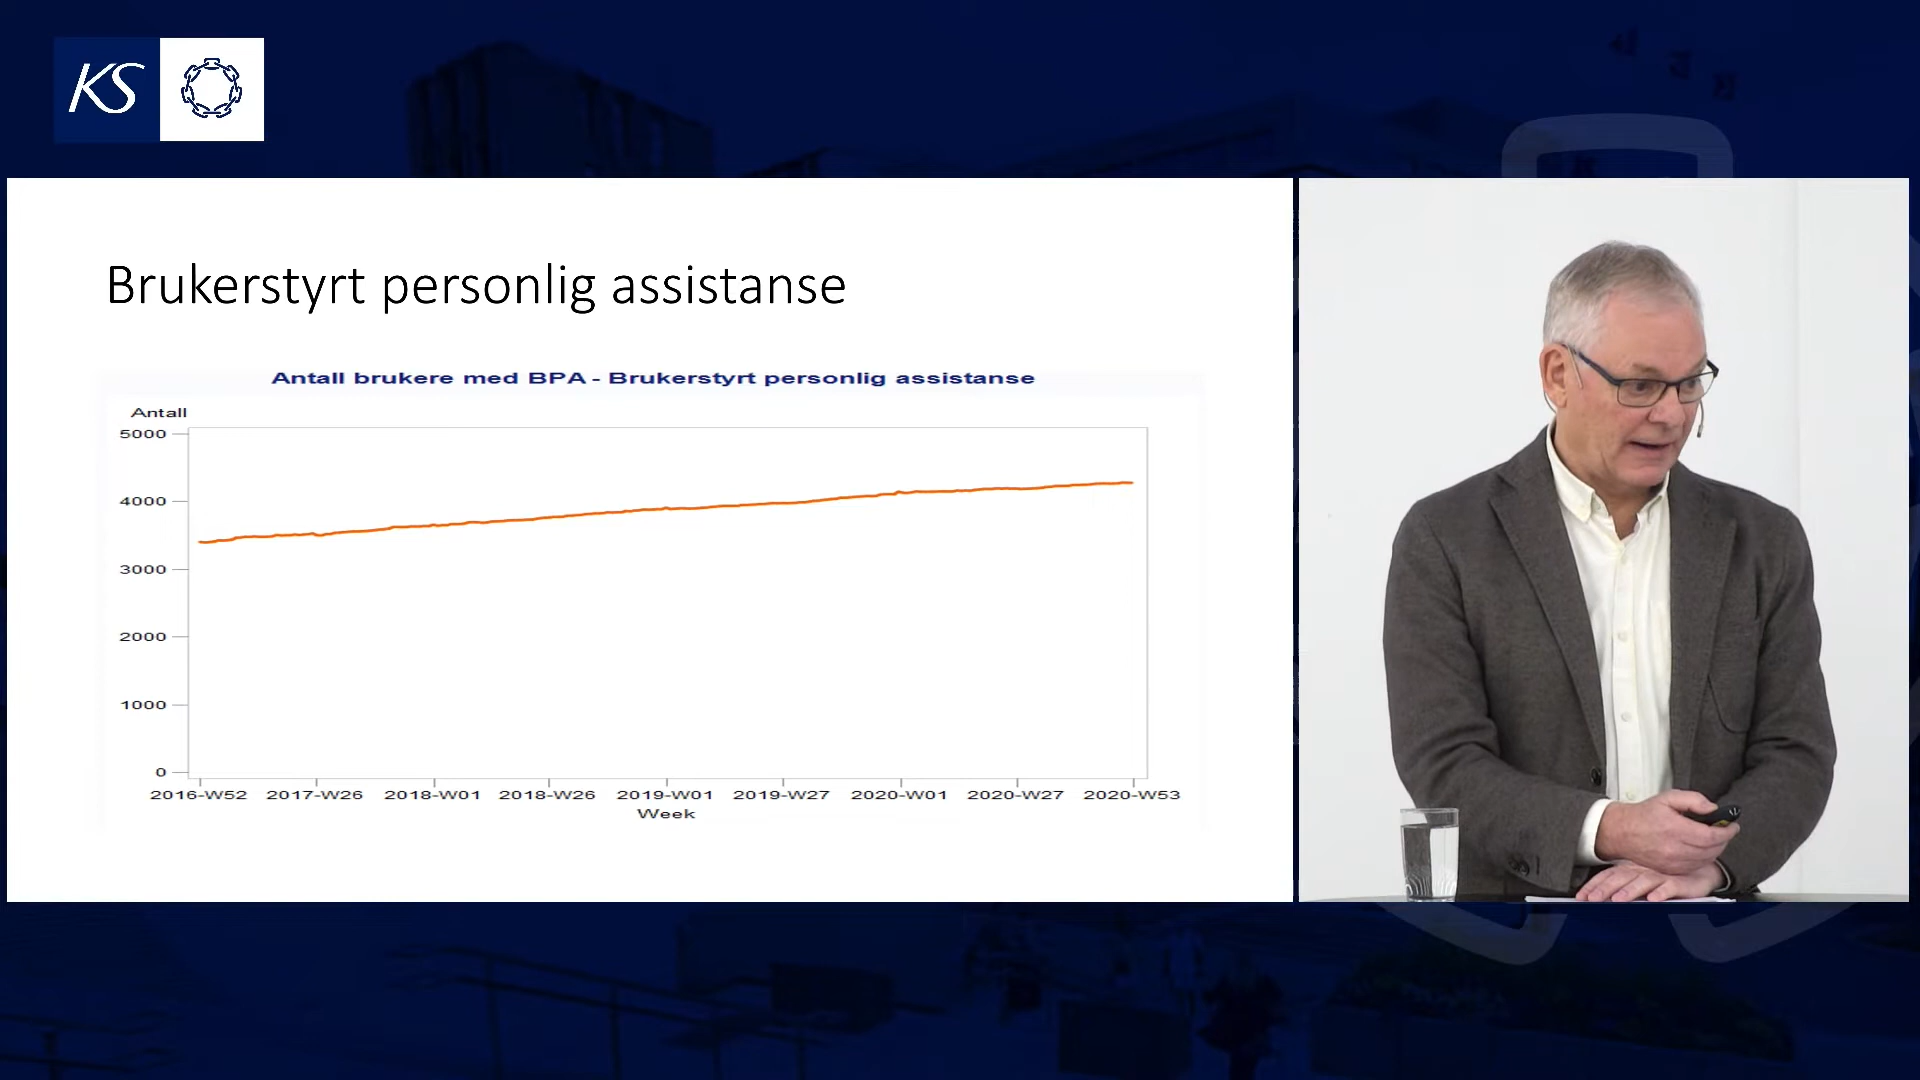 KS
Brukerstyrt personlig assistanse
Antall brukere med BPA - Brukerstyrt personlig assistanse
Antall
5000
4000
3000
2000
1000
0
2016-W52 2017-W26 2018-W01 2018-W26 2019-W01 2019-W27 2020-W01 2020-W27 2020-W53
Week